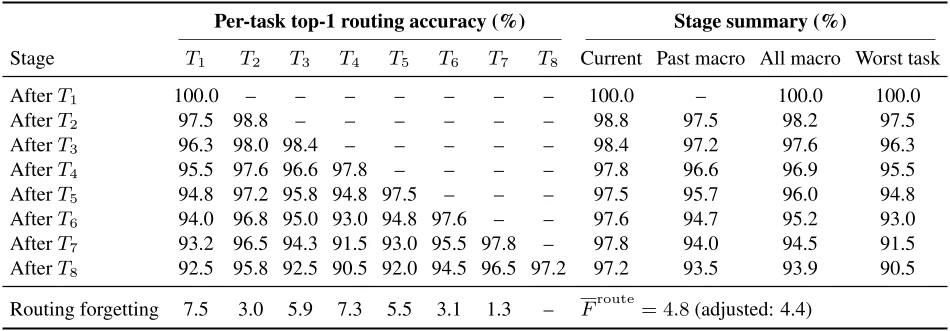 Per-task top-1 routing accuracy (%) Stage summary (%)
Stage T1 T2 T3 T4 T5 T6 T7 T8 Current Past macro All macro Worst task
After T1 100.0 – – – – – – – 100.0 – 100.0 100.0
After T2 97.5 98.8 – – – – – – 98.8 97.5 98.2 97.5
After T3 96.3 98.0 98.4 – – – – – 98.4 97.2 97.6 96.3
After T4 95.5 97.6 96.6 97.8 – – – – 97.8 96.6 96.9 95.5
After T5 94.8 97.2 95.8 94.8 97.5 – – – 97.5 95.7 96.0 94.8
After T6 94.0 96.8 95.0 93.0 94.8 97.6 – – 97.6 94.7 95.2 93.0
After T7 93.2 96.5 94.3 91.5 93.0 95.5 97.8 – 97.8 94.0 94.5 91.5
After T8 92.5 95.8 92.5 90.5 92.0 94.5 96.5 97.2 97.2 93.5 93.9 90.5
Routing forgetting 7.5 3.0 5.9 7.3 5.5 3.1 1.3 – F̅^route = 4.8 (adjusted: 4.4)